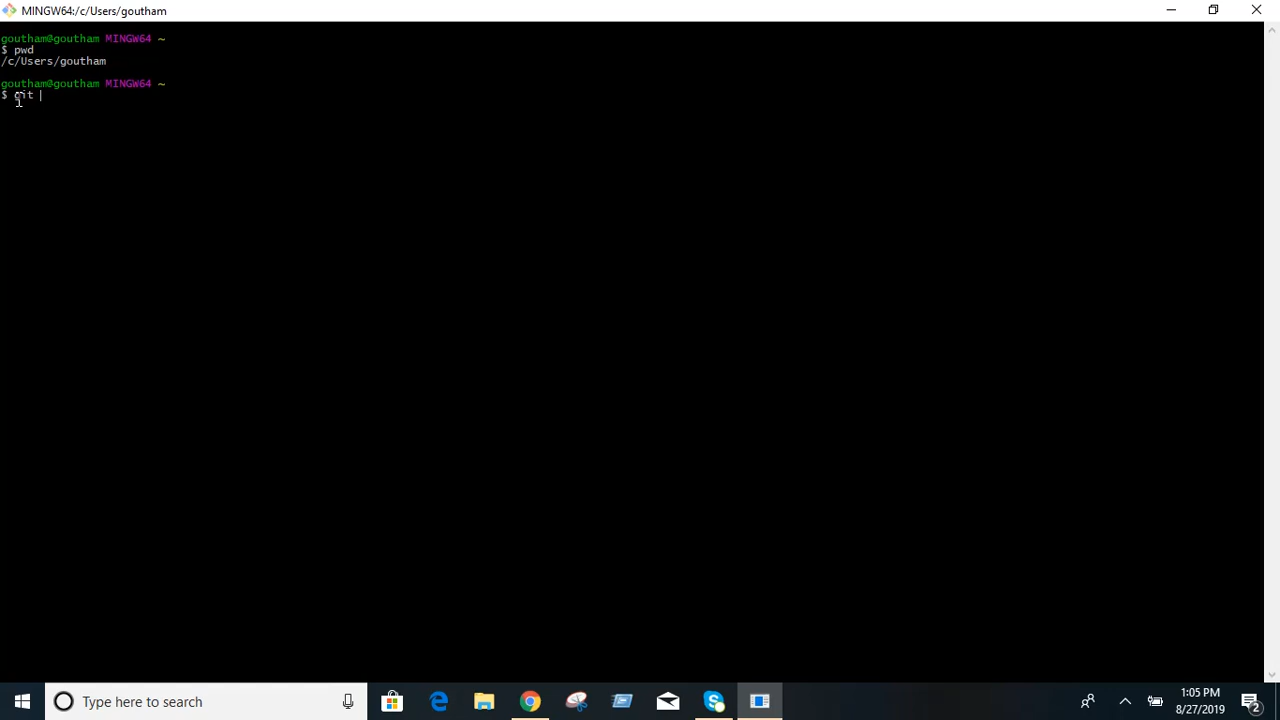 MINGW64:/c/Users/goutham
goutham@goutham MINGW64 ~
$ pwd
/c/Users/goutham
goutham@goutham MINGW64 ~
$ git
Type here to search
1:05 PM
8/27/2019
2